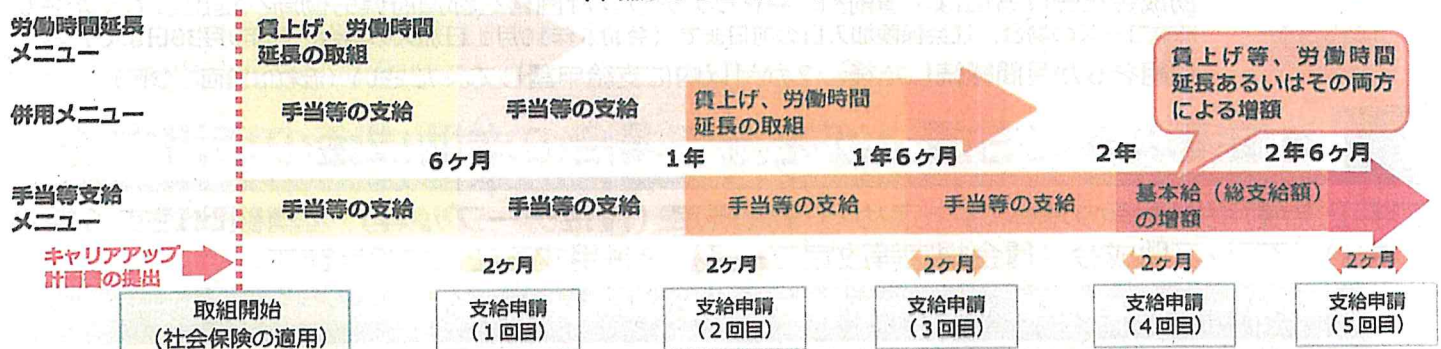 労働時間延長
メニュー
賃上げ、労働時間
延長の取組
賃上げ等、労働時間
延長あるいはその両方
による増額
併用メニュー
手当等の支給
手当等の支給
賃上げ、労働時間
延長の取組
6ヶ月
1年
1年6ヶ月
2年
2年6ヶ月
手当等支給
メニュー
手当等の支給
手当等の支給
手当等の支給
手当等の支給
基本給（総支給額）
の増額
キャリアアップ
計画書の提出
2ヶ月
2ヶ月
2ヶ月
2ヶ月
2ヶ月
取組開始
（社会保険の適用）
支給申請
（1回目）
支給申請
（2回目）
支給申請
（3回目）
支給申請
（4回目）
支給申請
（5回目）